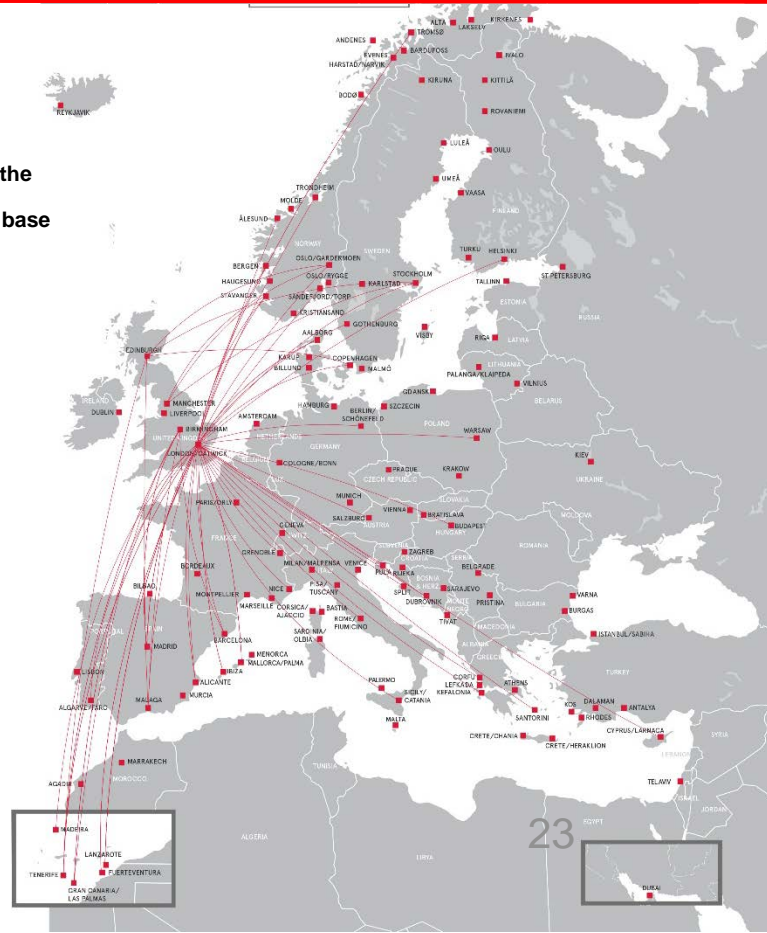 the
base
ALTA
LAKSELV
KIRKENES
TROMSØ
ANDENES
BARDUFOSS
EVENES
HARSTAD/NARVIK
IVALO
KIRUNA
KITTILÄ
BODØ
REYKJAVIK
ROVANIEMI
LULEÅ
OULU
UMEÅ
VAASA
TRONDHEIM
MOLDE
ÅLESUND
FINLAND
NORWAY
SWEDEN
BERGEN
OSLO/GARDERMOEN
TURKU
HELSINKI
ST PETERSBURG
HAUGESUND
OSLO/RYGGE
STOCKHOLM
KARLSTAD
TALLINN
STAVANGER
SANDEFJORD/TORP
ESTONIA
CRISTIANSAND
GOTHENBURG
RUSSIA
AALBORG
VISBY
RIGA
LATVIA
EDINBURGH
KARUP
COPENHAGEN
BILLUND
MALMÖ
LITHUANIA
PALANGA/KLAIPEDA
VILNIUS
GDANSK
IRELAND
MANCHESTER
DUBLIN
LIVERPOOL
HANBURG
BERLIN/
SCHÖNEFELD
SZCZECIN
BELARUS
AMSTERDAM
BIRMINGHAM
UNITED KINGDOM
NETHERLANDS
POLAND
WARSAW
LONDON/GATWICK
GERMANY
BELGIUM
COLOGNE/BONN
KIEV
LUX
PRAGUE
KRAKOW
CZECH REPUBLIC
UKRAINE
PARIS/ORLY
MUNICH
SLOVAKIA
VIENNA
BRATISLAVA
MOLDOVA
SALZBURG
AUSTRIA
BUDAPEST
HUNGARY
FRANCE
GENEVA
SWITZ.
SLOVENIA
ZAGREB
CROATIA
ROMANIA
GRENOBLE
MILAN/MALPENSA
VENICE
PULA
RIJEKA
SERBIA
BELGRADE
BORDEAUX
BOSNIA
& HERZ.
SARAJEVO
PISA/
TUSCANY
SPLIT
VARNA
BILBAO
MONTPELLIER
NICE
DUBROVNIK
PRISTINA
BULGARIA
MARSEILLE
CORSICA/
AJACCIO
BASTIA
ROME/
FIUMICINO
TIVAT
BURGAS
MACEDONIA
ISTANBUL/SABIHA
PORTUGAL
SPAIN
MADRID
BARCELONA
SARDINIA/
OLBIA
ALBANIA
GREECE
MENORCA
MALLORCA/PALMA
LISBON
IBIZA
CORFU
LEFKADA
KEFALONIA
ATHENS
TURKEY
ALICANTE
PALERMO
SICILY/
CATANIA
DALAMAN
ANTALYA
ALGARVE/FARO
MALAGA
MURCIA
KOS
RHODES
SANTORINI
MALTA
CRETE/CHANIA
CRETE/HERAKLION
CYPRUS/LARNACA
SYRIA
LEBANON
MARRAKECH
MOROCCO
TUNISIA
TELAVIV
ISRAEL
AGADIR
JORDAN
MADEIRA
ALGERIA
23
EGYPT
LANZAROTE
TENERIFE
FUERTEVENTURA
GRAN CANARIA/
LAS PALMAS
DUBAI